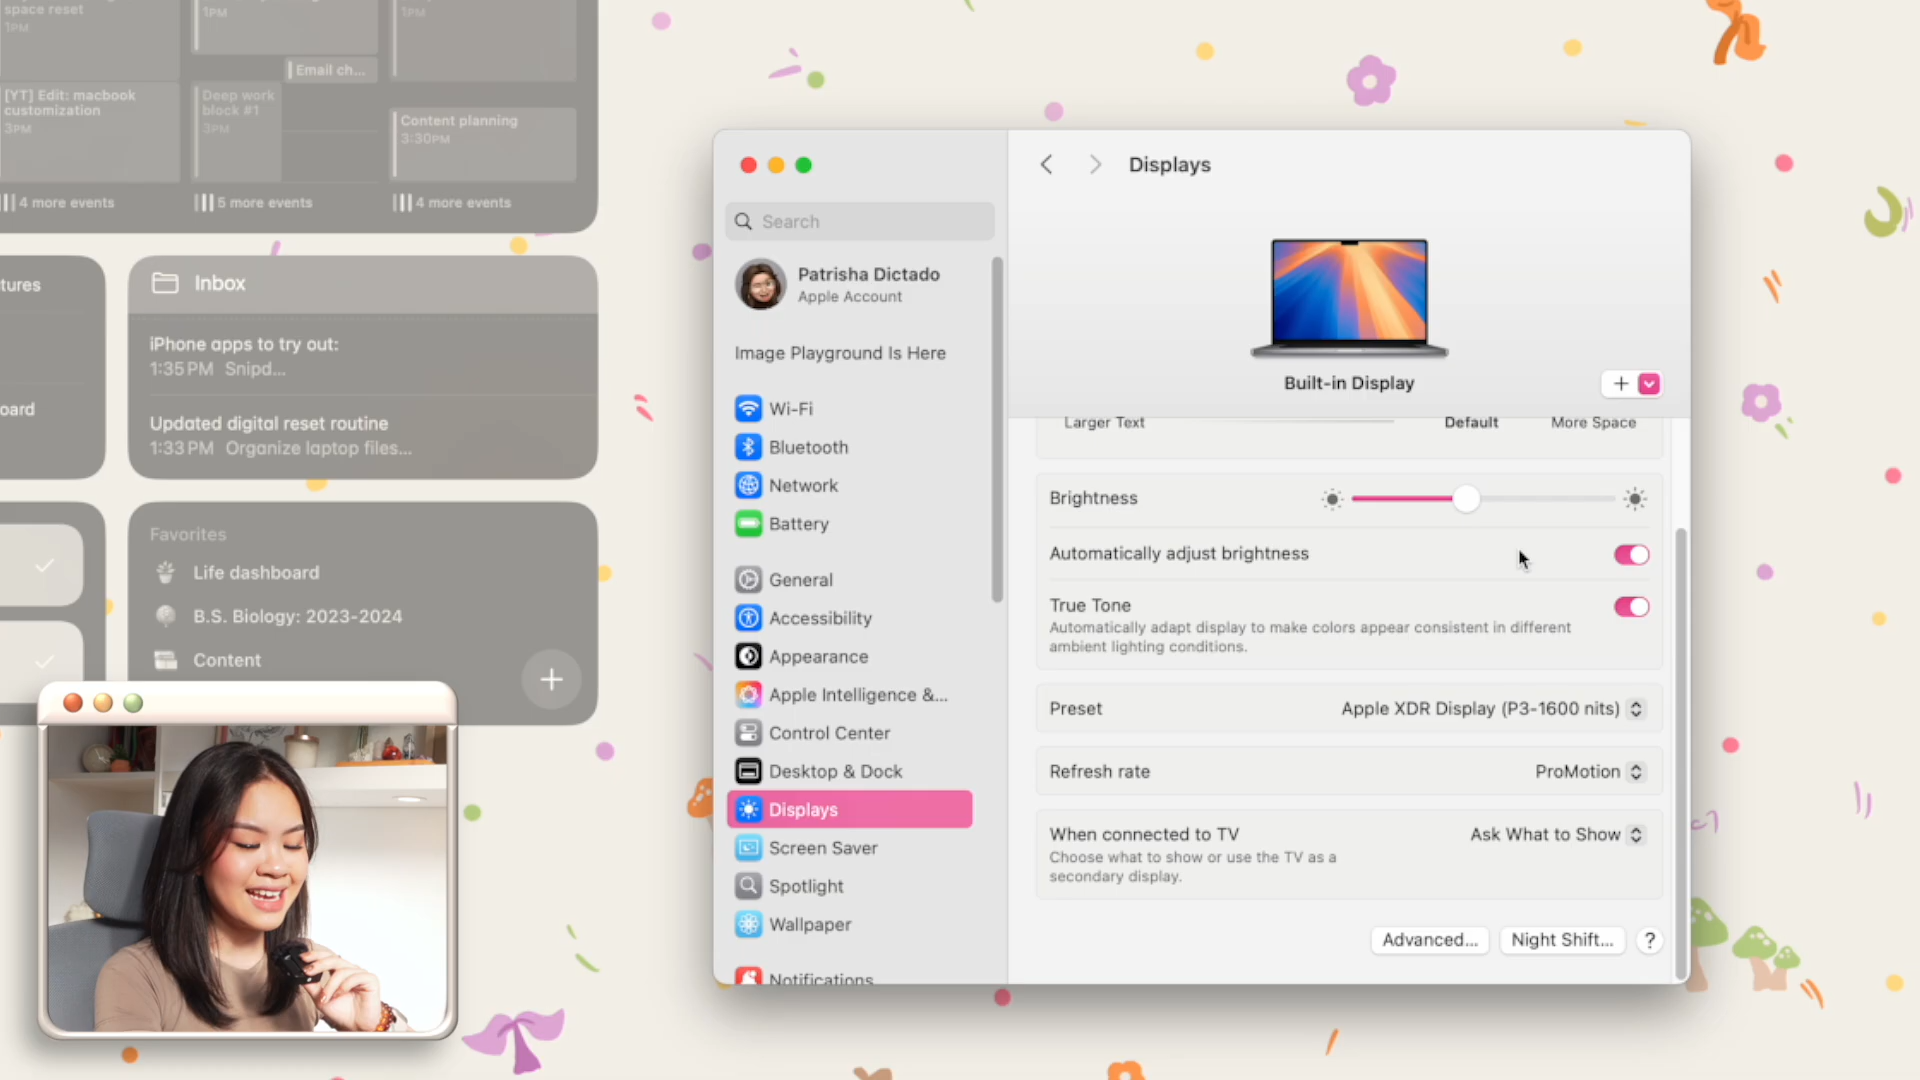 space reset
1PM
1PM
1PM
Email ch...
[YT] Edit: macbook
customization
3PM
Deep work
block #1
3PM
Content planning
3:30PM
4 more events
5 more events
4 more events
tures
oard
Inbox
iPhone apps to try out:
1:35 PM Snipd...
Updated digital reset routine
1:33 PM Organize laptop files...
Favorites
Life dashboard
B.S. Biology: 2023-2024
Content
+
Search
Patrisha Dictado
Apple Account
Image Playground Is Here
Wi-Fi
Bluetooth
Network
Battery
General
Accessibility
Appearance
Apple Intelligence &...
Control Center
Desktop & Dock
Displays
Screen Saver
Spotlight
Wallpaper
Notifications
Displays
Built-in Display
+
Larger Text Default More Space
Brightness
Automatically adjust brightness
True Tone
Automatically adapt display to make colors appear consistent in different
ambient lighting conditions.
Preset Apple XDR Display (P3-1600 nits)
Refresh rate ProMotion
When connected to TV Ask What to Show
Choose what to show or use the TV as a
secondary display.
Advanced... Night Shift... ?